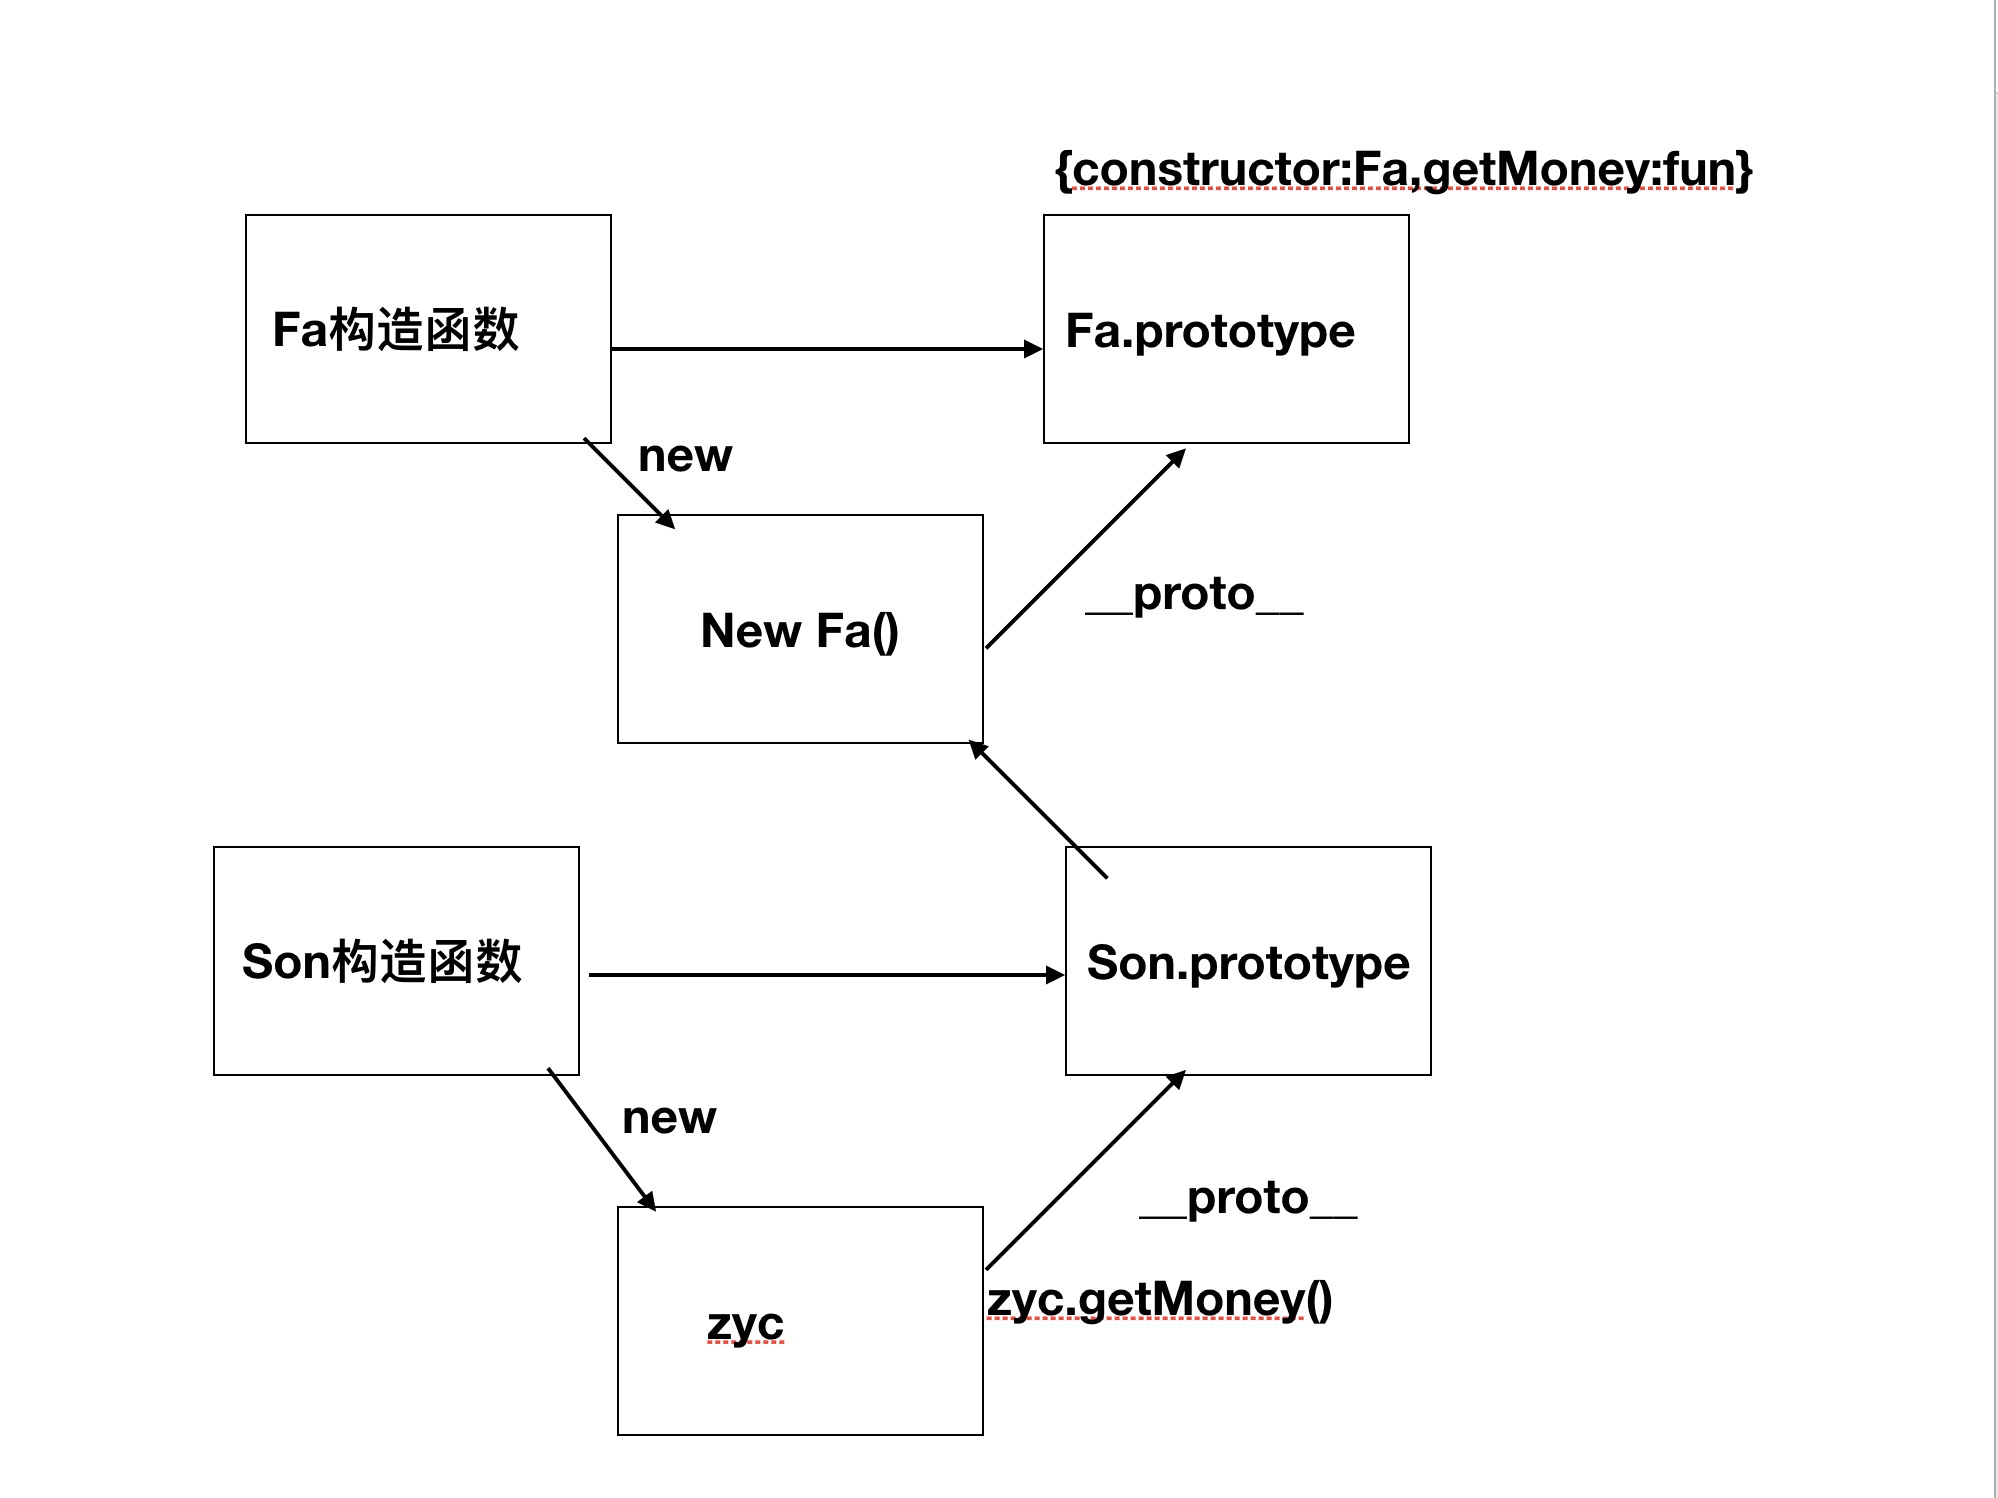 {constructor:Fa,getMoney:fun}
Fa构造函数
Fa.prototype
new
__proto__
New Fa()
Son构造函数
Son.prototype
new
__proto__
zyc.getMoney()
zyc